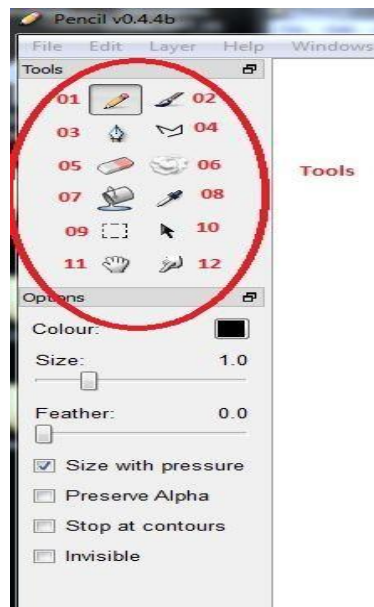 Pencil v0.4.4b
File Edit Layer Help Windows
Tools
01 02
03 04
05 06
Tools
07 08
09 10
11 12
Options
Colour:
Size: 1.0
Feather: 0.0
Size with pressure
Preserve Alpha
Stop at contours
Invisible